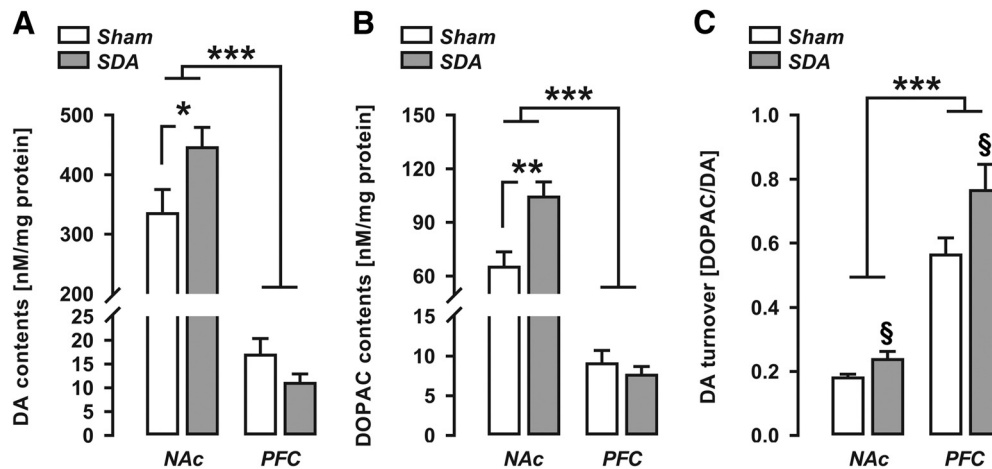 A
Sham
SDA
***
*
DA contents [nM/mg protein]
500
400
300
200
25
20
15
10
5
0
NAc PFC
B
Sham
SDA
***
**
DOPAC contents [nM/mg protein]
150
120
90
60
15
10
5
0
NAc PFC
C
Sham
SDA
***
§
§
DA turnover [DOPAC/DA]
1.0
0.8
0.6
0.4
0.2
0.0
NAc PFC